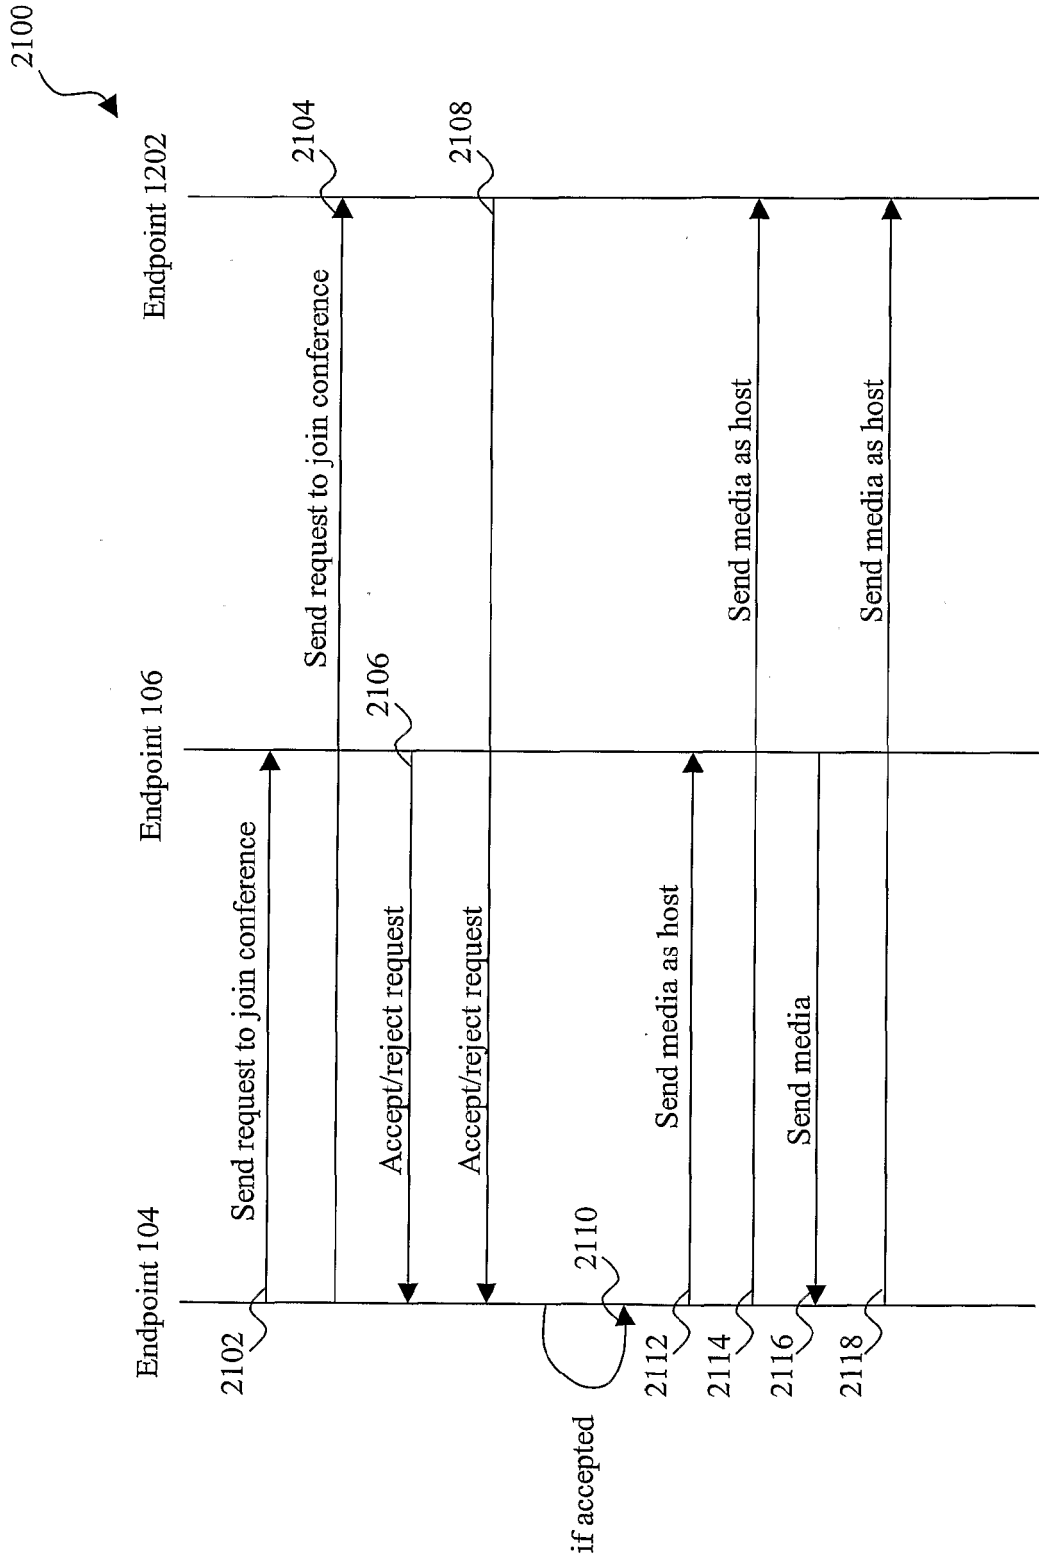 2100
Endpoint 104
Endpoint 106
Endpoint 1202
2102
Send request to join conference
Send request to join conference
2104
Accept/reject request
2106
Accept/reject request
2108
if accepted
2110
2112
Send media as host
2114
Send media as host
2116
Send media
2118
Send media as host